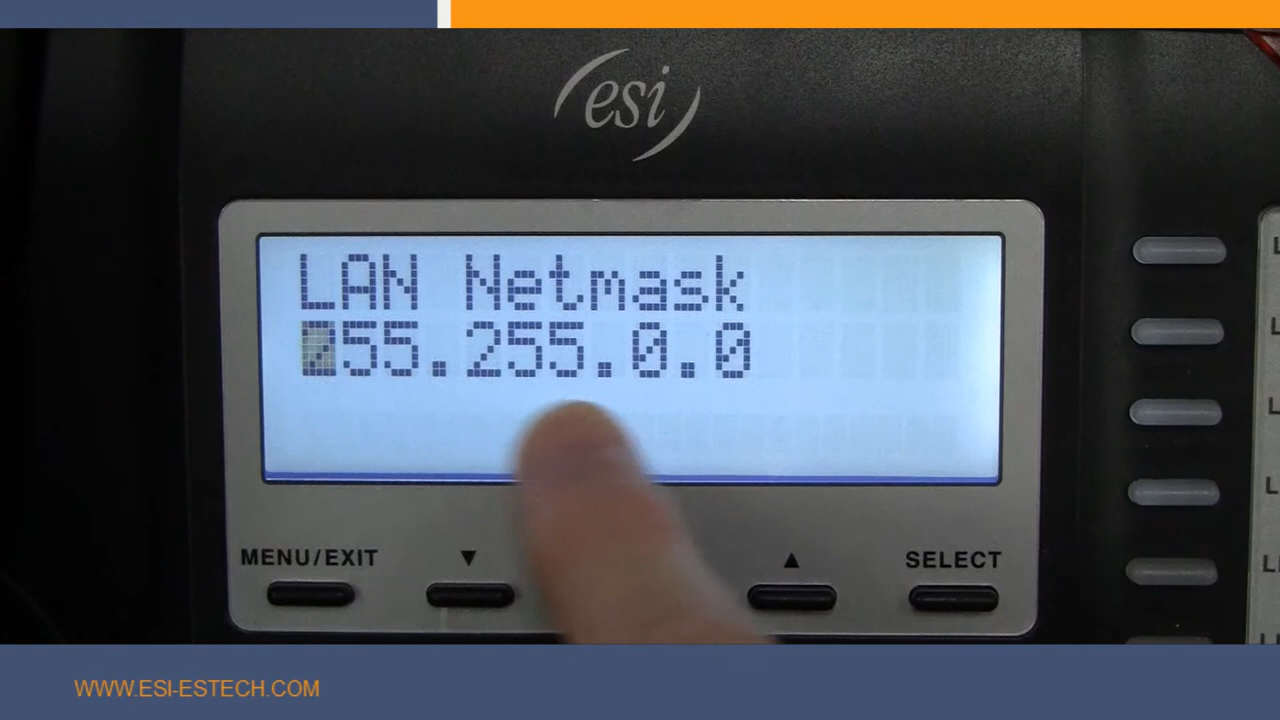 esi
LAN Netmask
255.255.0.0
MENU/EXIT ▼ ▲ SELECT
WWW.ESI-ESTECH.COM